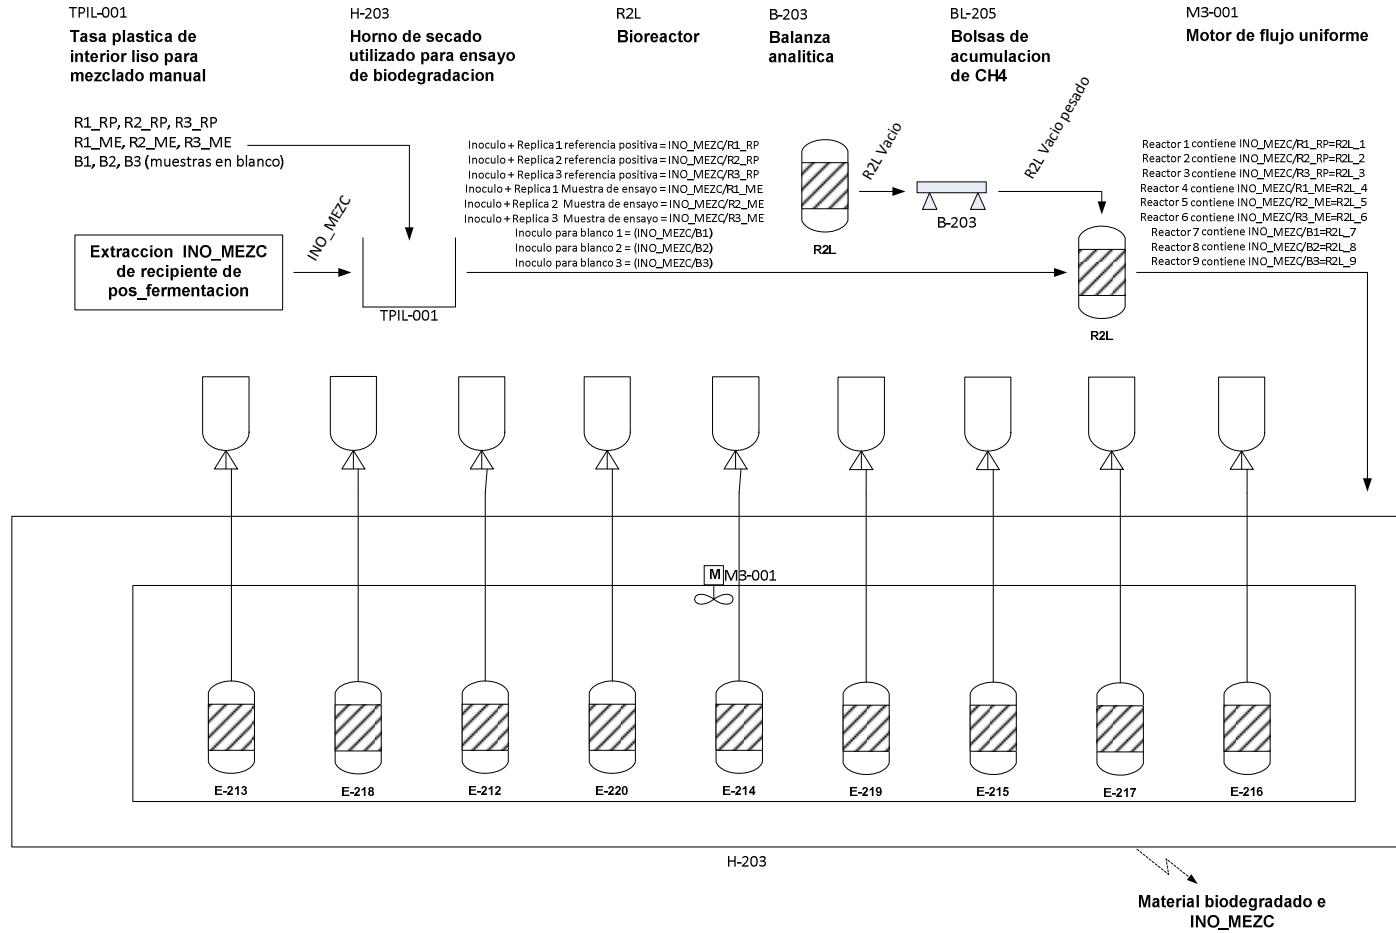 TPIL-001
Tasa plastica de
interior liso para
mezclado manual
H-203
Horno de secado
utilizado para ensayo
de biodegradacion
R2L
Bioreactor
B-203
Balanza
analitica
BL-205
Bolsas de
acumulacion
de CH4
M3-001
Motor de flujo uniforme
R1_RP, R2_RP, R3_RP
R1_ME, R2_ME, R3_ME
B1, B2, B3 (muestras en blanco)
Extraccion INO_MEZC
de recipiente de
pos_fermentacion
INO_MEZC
TPIL-001
Inoculo + Replica 1 referencia positiva = INO_MEZC/R1_RP
Inoculo + Replica 2 referencia positiva = INO_MEZC/R2_RP
Inoculo + Replica 3 referencia positiva = INO_MEZC/R3_RP
Inoculo + Replica 1 Muestra de ensayo = INO_MEZC/R1_ME
Inoculo + Replica 2 Muestra de ensayo = INO_MEZC/R2_ME
Inoculo + Replica 3 Muestra de ensayo = INO_MEZC/R3_ME
Inoculo para blanco 1 = (INO_MEZC/B1)
Inoculo para blanco 2 = (INO_MEZC/B2)
Inoculo para blanco 3 = (INO_MEZC/B3)
R2L
R2L Vacio
B-203
R2L Vacio pesado
R2L
Reactor 1 contiene INO_MEZC/R1_RP=R2L_1
Reactor 2 contiene INO_MEZC/R2_RP=R2L_2
Reactor 3 contiene INO_MEZC/R3_RP=R2L_3
Reactor 4 contiene INO_MEZC/R1_ME=R2L_4
Reactor 5 contiene INO_MEZC/R2_ME=R2L_5
Reactor 6 contiene INO_MEZC/R3_ME=R2L_6
Reactor 7 contiene INO_MEZC/B1=R2L_7
Reactor 8 contiene INO_MEZC/B2=R2L_8
Reactor 9 contiene INO_MEZC/B3=R2L_9
M M3-001
E-213 E-218 E-212 E-220 E-214 E-219 E-215 E-217 E-216
H-203
Material biodegradado e
INO_MEZC